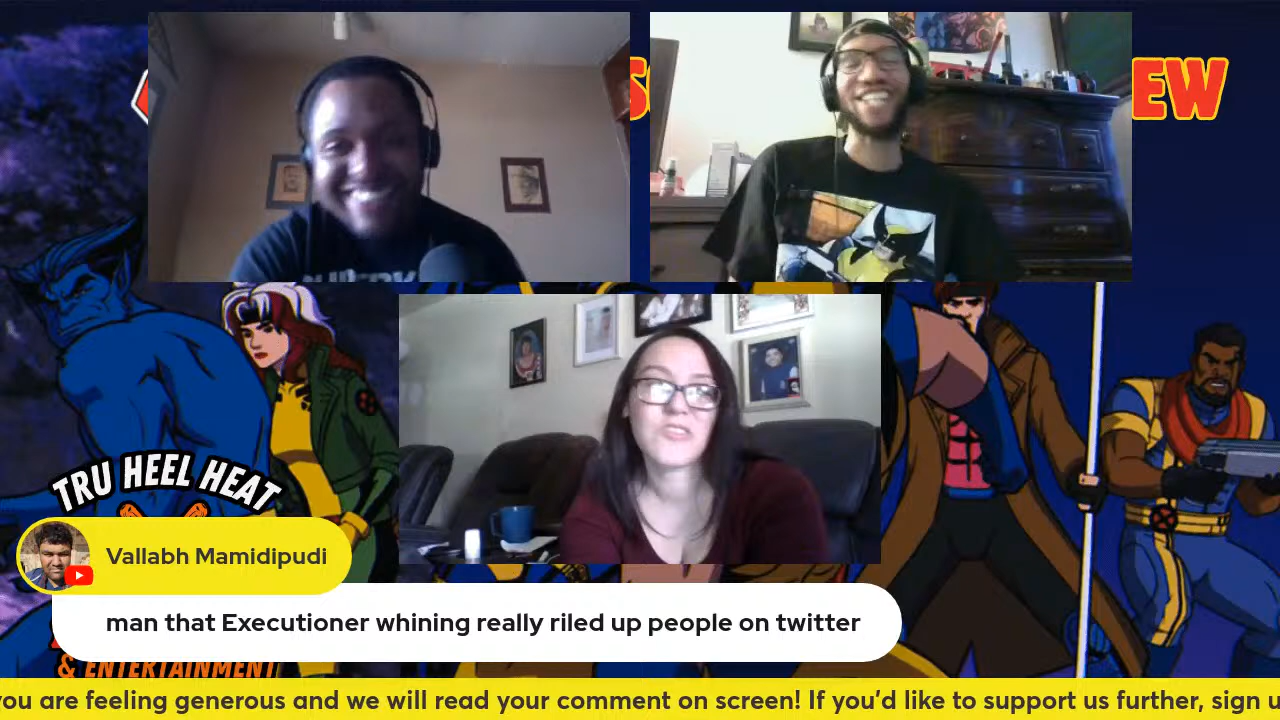 EW
TRU HEEL HEAT
Vallabh Mamidipudi
man that Executioner whining really riled up people on twitter
& ENTERTAINMENT
you are feeling generous and we will read your comment on screen! If you’d like to support us further, sign u